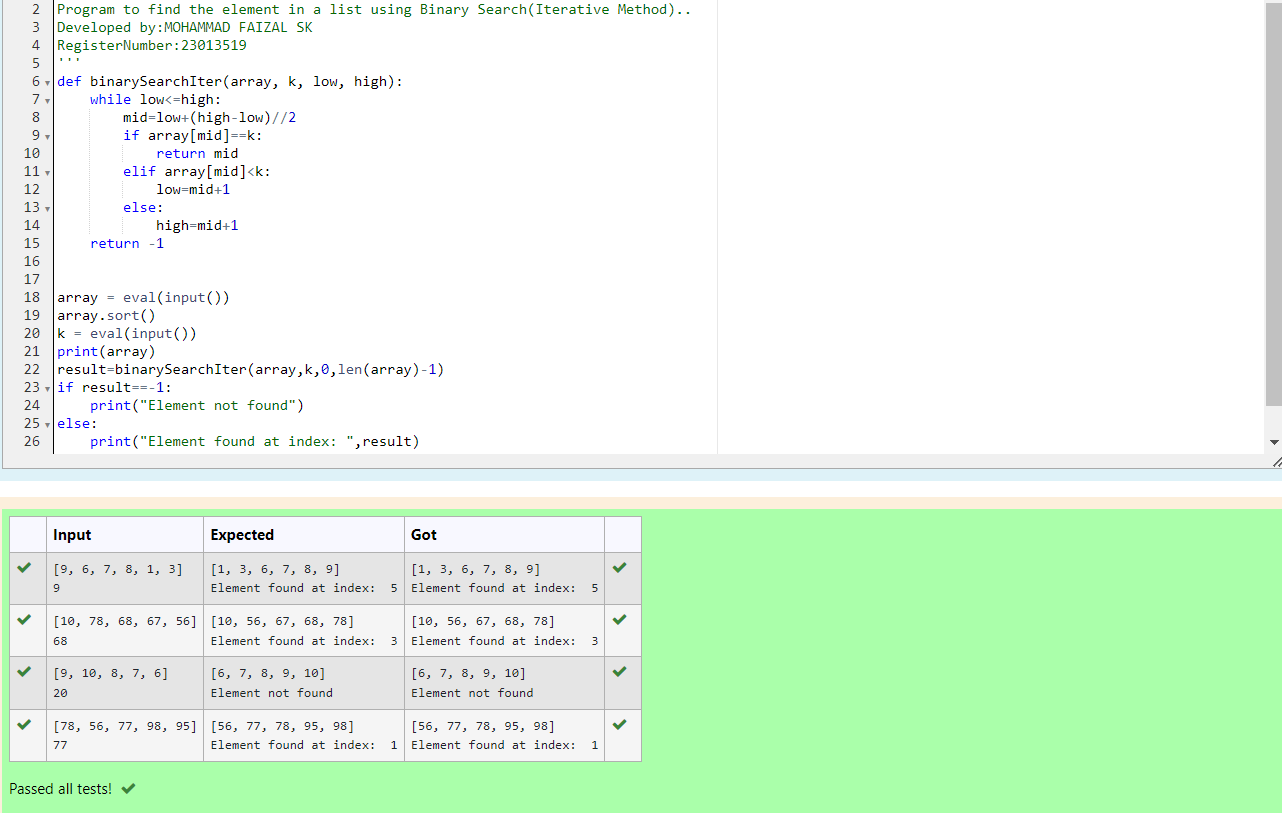 2 Program to find the element in a list using Binary Search(Iterative Method)..
3 Developed by:MOHAMMAD FAIZAL SK
4 RegisterNumber:23013519
5 '''
6 def binarySearchIter(array, k, low, high):
7     while low<=high:
8         mid=low+(high-low)//2
9         if array[mid]==k:
10             return mid
11         elif array[mid]<k:
12             low=mid+1
13         else:
14             high=mid+1
15     return -1
16
17
18 array = eval(input())
19 array.sort()
20 k = eval(input())
21 print(array)
22 result=binarySearchIter(array,k,0,len(array)-1)
23 if result==-1:
24     print("Element not found")
25 else:
26     print("Element found at index: ",result)
Input Expected Got
[9, 6, 7, 8, 1, 3] [1, 3, 6, 7, 8, 9] [1, 3, 6, 7, 8, 9]
9 Element found at index:  5 Element found at index:  5
[10, 78, 68, 67, 56] [10, 56, 67, 68, 78] [10, 56, 67, 68, 78]
68 Element found at index:  3 Element found at index:  3
[9, 10, 8, 7, 6] [6, 7, 8, 9, 10] [6, 7, 8, 9, 10]
20 Element not found Element not found
[78, 56, 77, 98, 95] [56, 77, 78, 95, 98] [56, 77, 78, 95, 98]
77 Element found at index:  1 Element found at index:  1
Passed all tests!